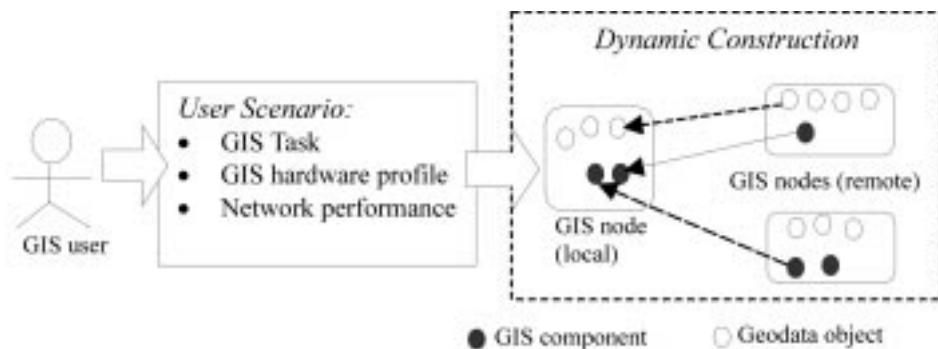 Dynamic Construction
User Scenario:
• GIS Task
• GIS hardware profile
• Network performance
GIS user
GIS node
(local)
GIS nodes (remote)
GIS component
Geodata object